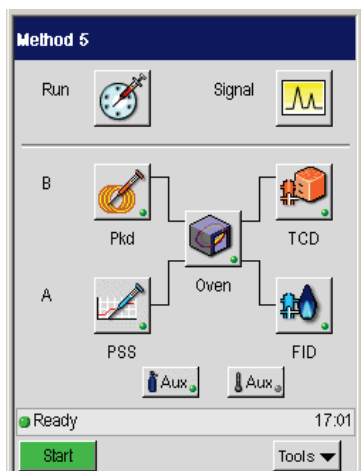 Method 5
Run Signal
B
Pkd TCD
Oven
A
PSS FID
Aux Aux
Ready 17:01
Start Tools